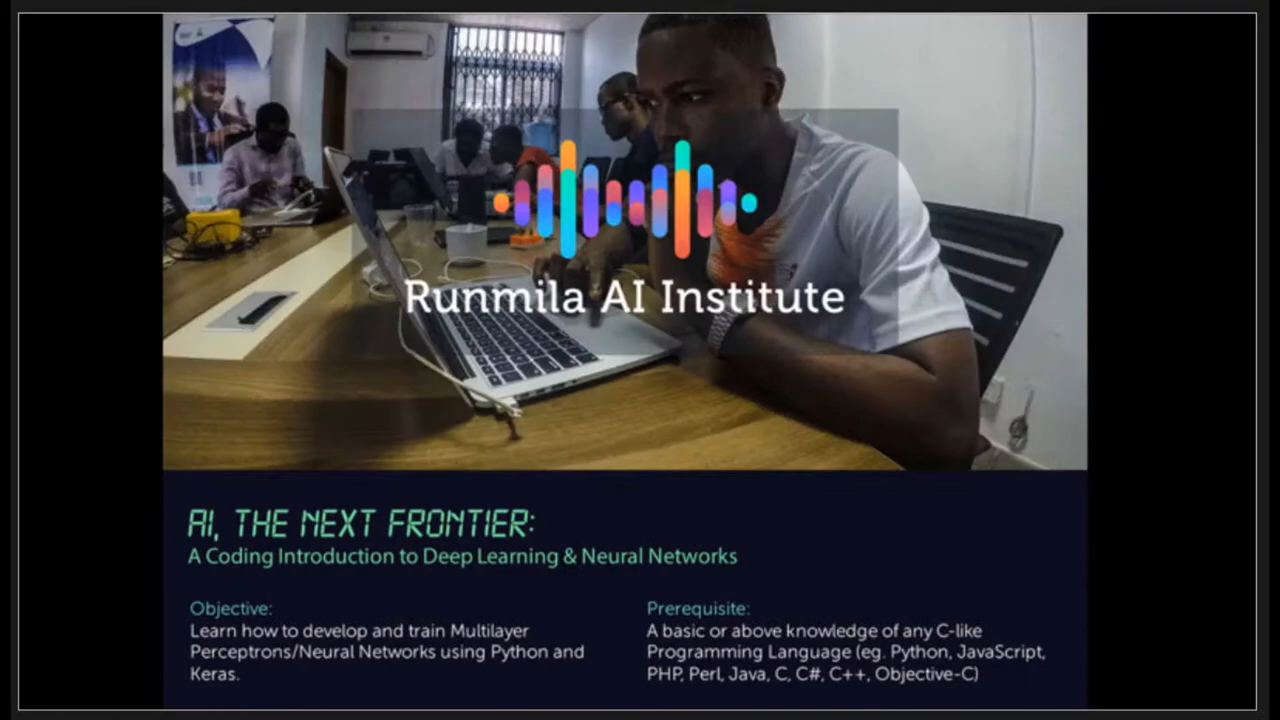 Runmila AI Institute
AI, THE NEXT FRONTIER:
A Coding Introduction to Deep Learning & Neural Networks
Objective:
Learn how to develop and train Multilayer
Perceptrons/Neural Networks using Python and
Keras.
Prerequisite:
A basic or above knowledge of any C-like
Programming Language (eg. Python, JavaScript,
PHP, Perl, Java, C, C#, C++, Objective-C)